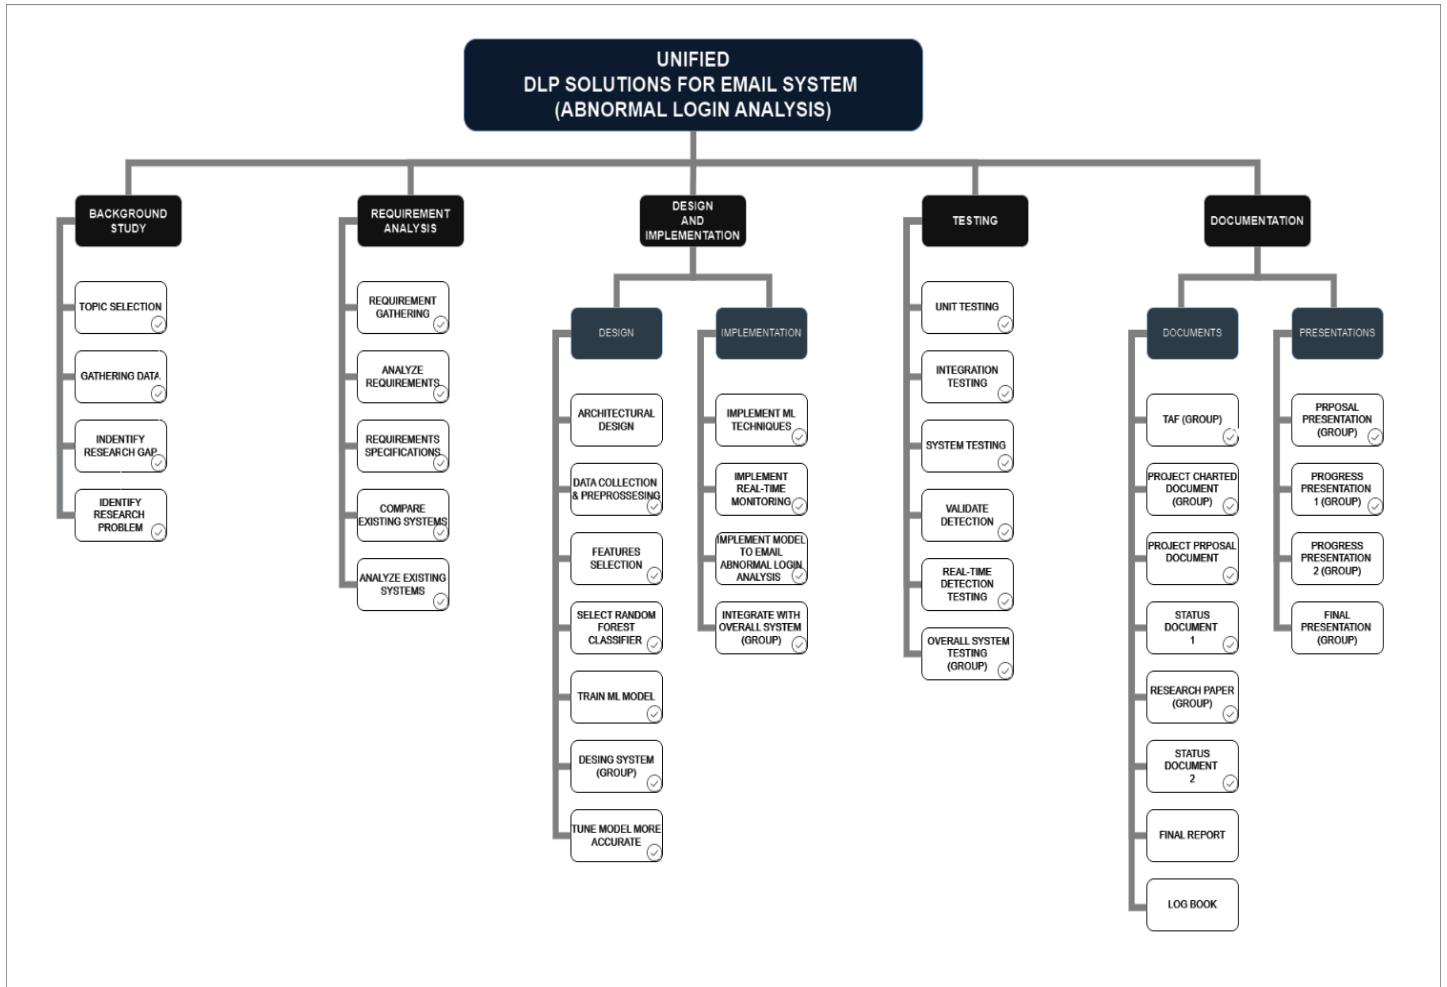 UNIFIED
DLP SOLUTIONS FOR EMAIL SYSTEM
(ABNORMAL LOGIN ANALYSIS)
BACKGROUND
STUDY
TOPIC SELECTION
GATHERING DATA
INDENTIFY
RESEARCH GAP
IDENTIFY
RESEARCH
PROBLEM
REQUIREMENT
ANALYSIS
REQUIREMENT
GATHERING
ANALYZE
REQUIREMENTS
REQUIREMENTS
SPECIFICATIONS
COMPARE
EXISTING SYSTEMS
ANALYZE EXISTING
SYSTEMS
DESIGN
AND
IMPLEMENTATION
DESIGN
ARCHITECTURAL
DESIGN
DATA COLLECTION
& PREPROSSESING
FEATURES
SELECTION
SELECT RANDOM
FOREST
CLASSIFIER
TRAIN ML MODEL
DESING SYSTEM
(GROUP)
TUNE MODEL MORE
ACCURATE
IMPLEMENTATION
IMPLEMENT ML
TECHNIQUES
IMPLEMENT
REAL-TIME
MONITORING
IMPLEMENT MODEL
TO EMAIL
ABNORMAL LOGIN
ANALYSIS
INTEGRATE WITH
OVERALL SYSTEM
(GROUP)
TESTING
UNIT TESTING
INTEGRATION
TESTING
SYSTEM TESTING
VALIDATE
DETECTION
REAL-TIME
DETECTION
TESTING
OVERALL SYSTEM
TESTING
(GROUP)
DOCUMENTATION
DOCUMENTS
TAF (GROUP)
PROJECT CHARTED
DOCUMENT
(GROUP)
PROJECT PRPOSAL
DOCUMENT
STATUS
DOCUMENT
1
RESEARCH PAPER
(GROUP)
STATUS
DOCUMENT
2
FINAL REPORT
LOG BOOK
PRESENTATIONS
PRPOSAL
PRESENTATION
(GROUP)
PROGRESS
PRESENTATION
1 (GROUP)
PROGRESS
PRESENTATION
2 (GROUP)
FINAL
PRESENTATION
(GROUP)